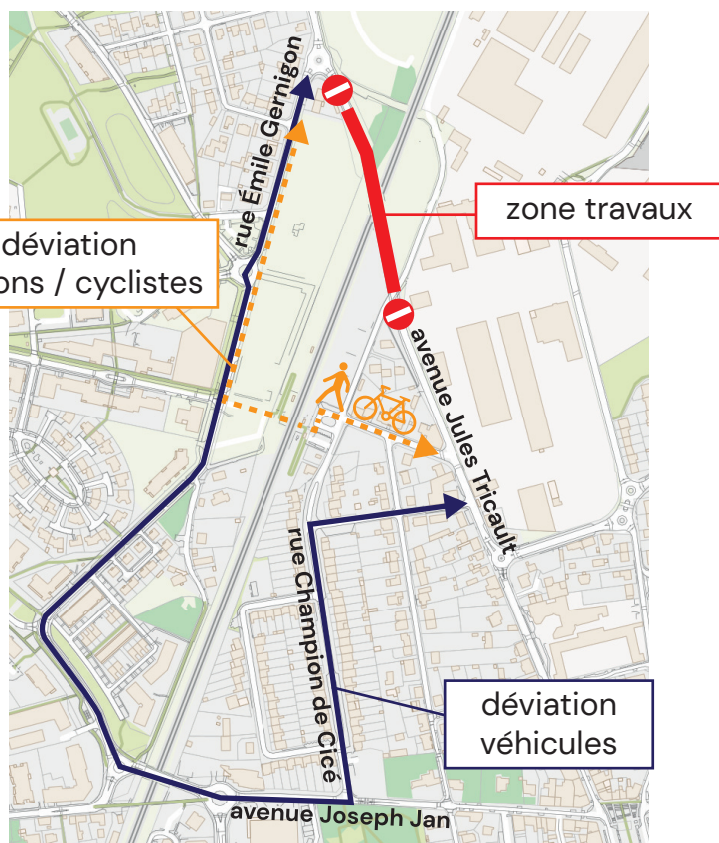 rue Émile Gernigon
zone travaux
déviation
ons / cyclistes
avenue Jules Tricault
rue Champion de Cicé
déviation
véhicules
avenue Joseph Jan